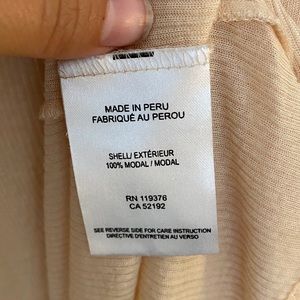 MADE IN PERU
FABRIQUÉ AU PEROU
SHELL/ EXTÉRIEUR
100% MODAL / MODAL
RN 119376
CA 52192
SEE REVERSE SIDE FOR CARE INSTRUCTION
DIRECTIVE D'ENTRETIEN AU VERSO